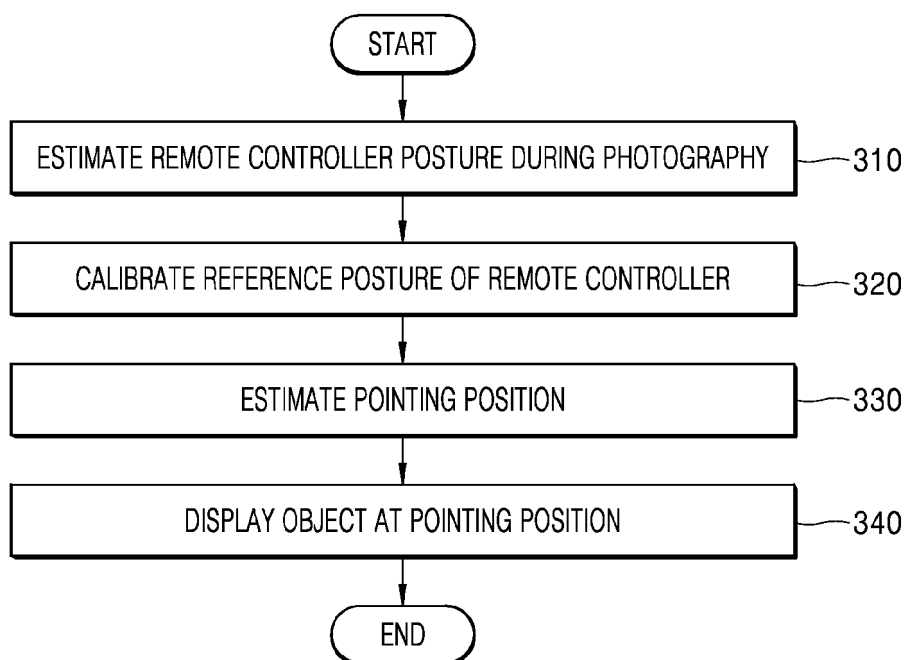 START
ESTIMATE REMOTE CONTROLLER POSTURE DURING PHOTOGRAPHY
310
CALIBRATE REFERENCE POSTURE OF REMOTE CONTROLLER
320
ESTIMATE POINTING POSITION
330
DISPLAY OBJECT AT POINTING POSITION
340
END